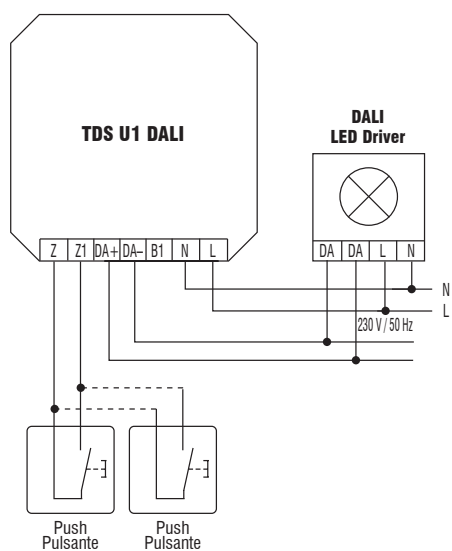 TDS U1 DALI
DALI
LED Driver
Z Z1 DA+ DA– B1 N L
DA DA L N
N
L
230 V / 50 Hz
Push Push
Pulsante Pulsante